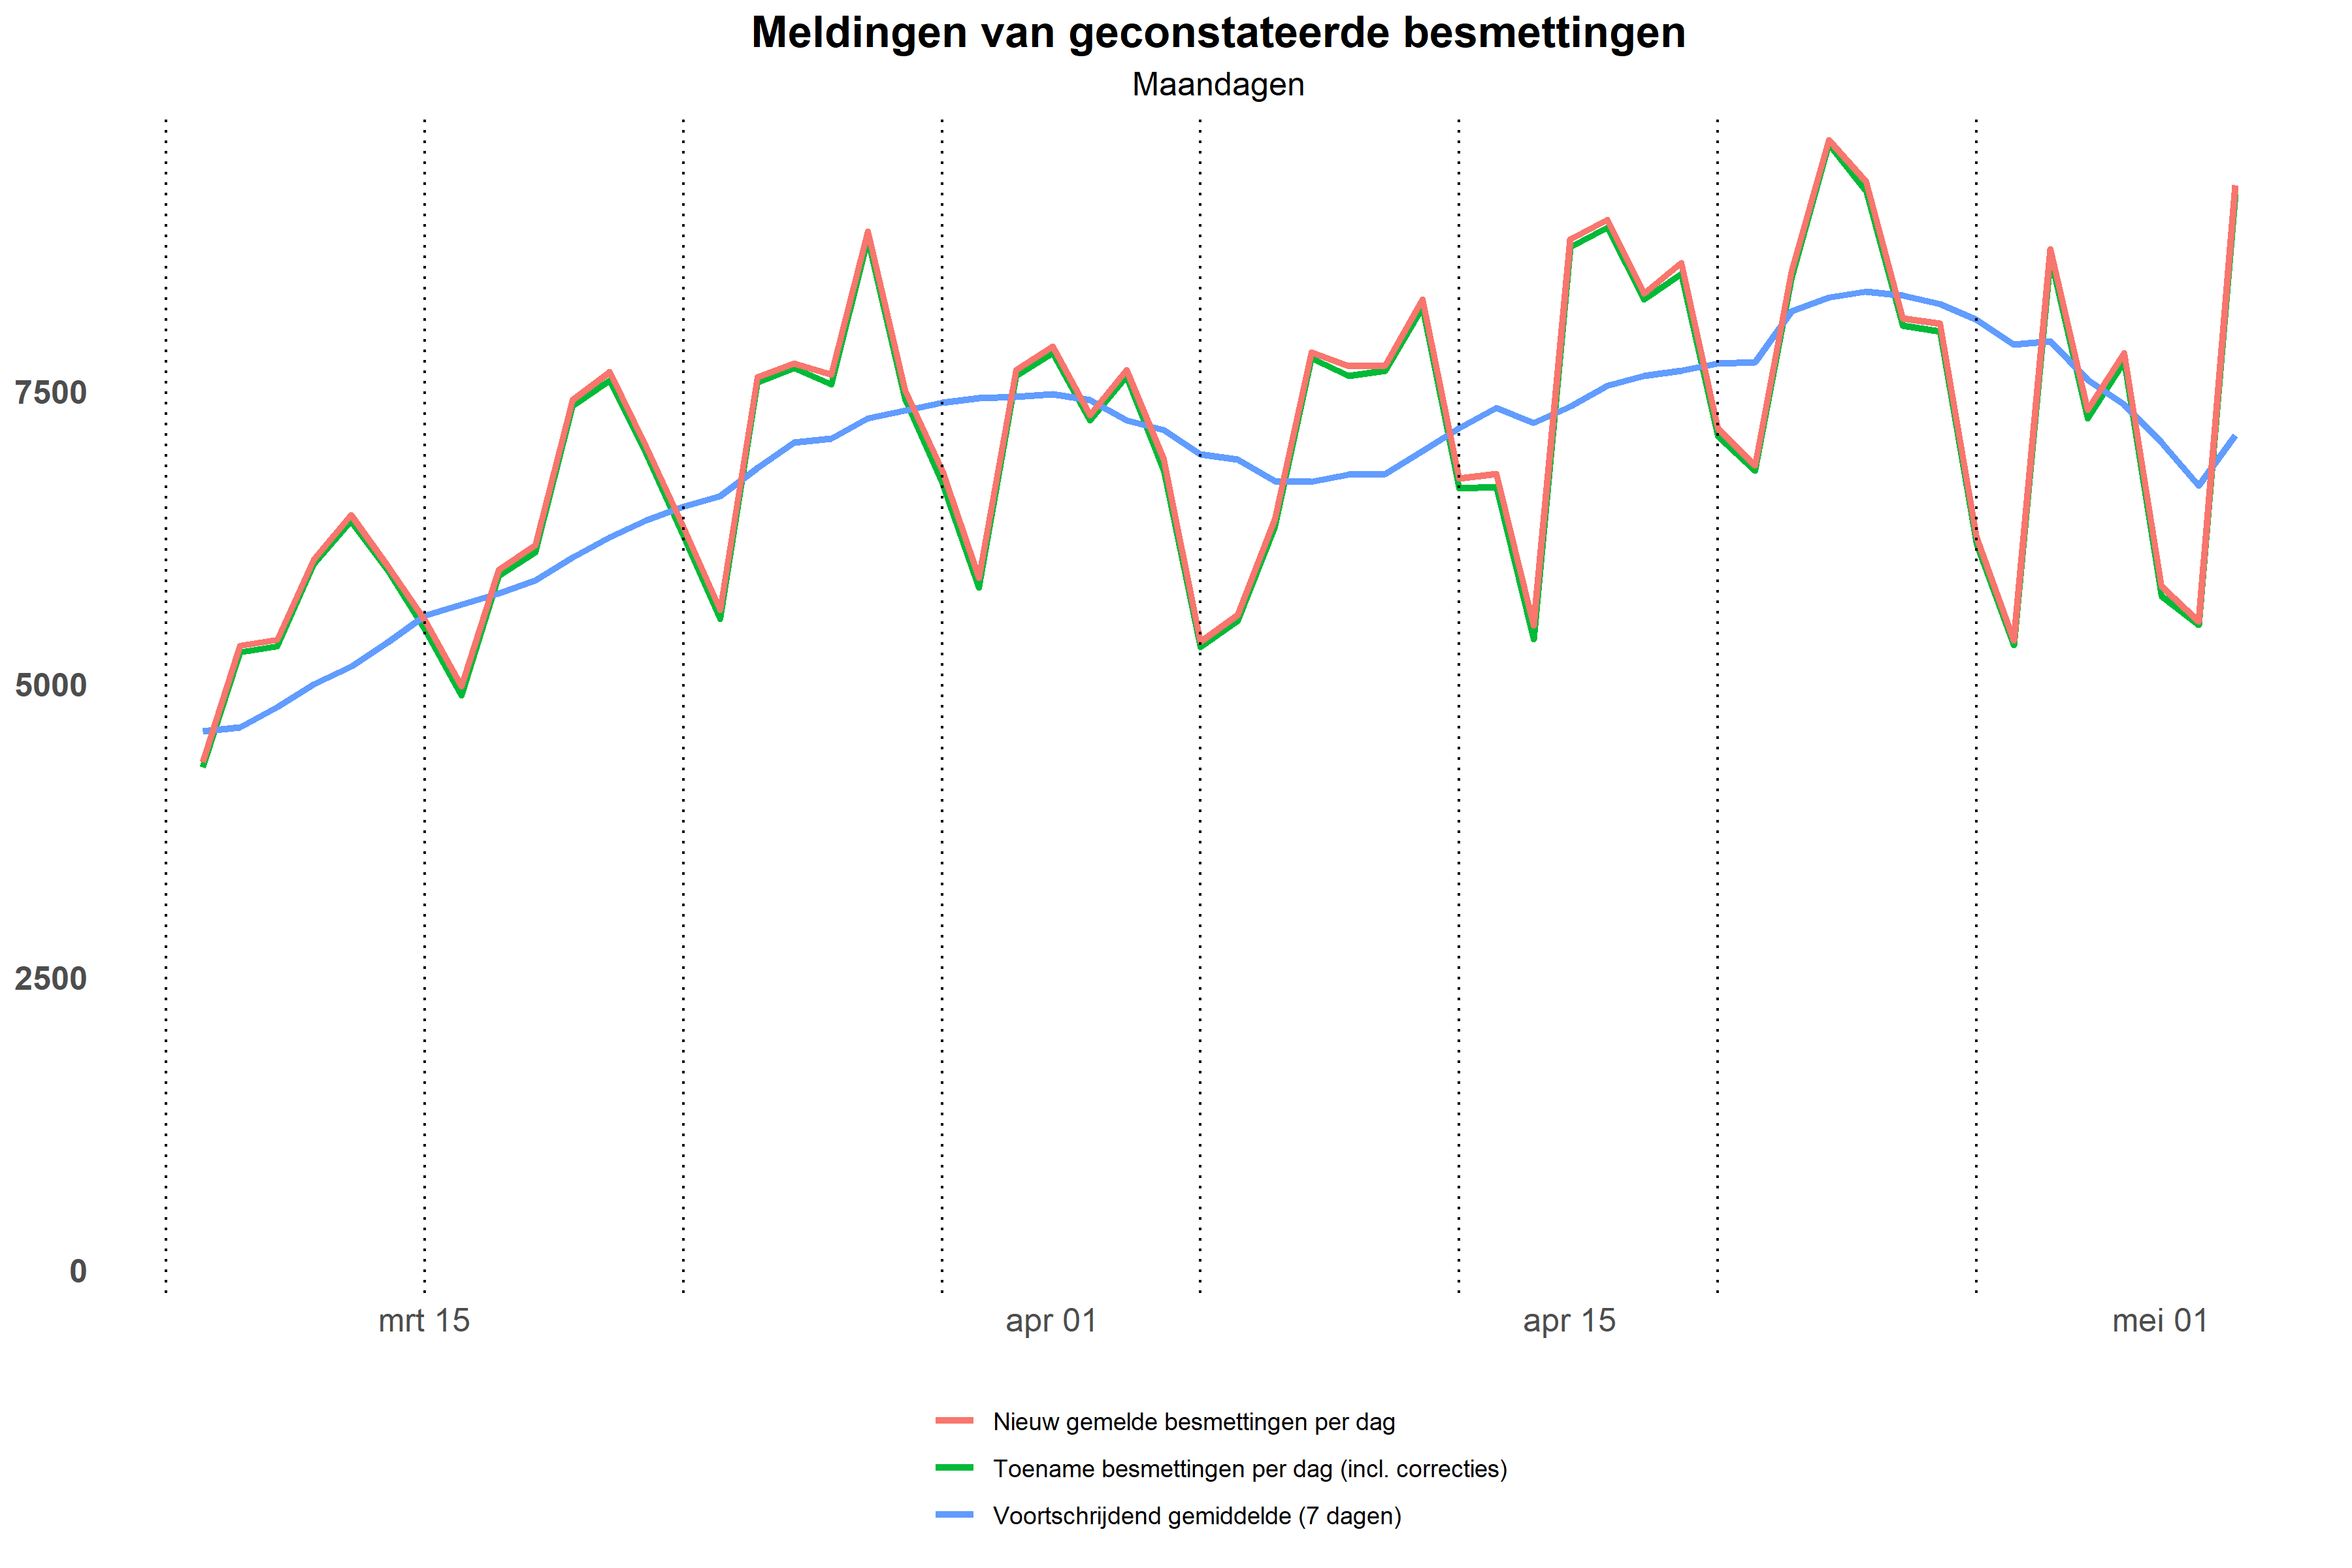 Meldingen van geconstateerde besmettingen
Maandagen
7500
5000
2500
0
mrt 15
apr 01
apr 15
mei 01
Nieuw gemelde besmettingen per dag
Toename besmettingen per dag (incl. correcties)
Voortschrijdend gemiddelde (7 dagen)